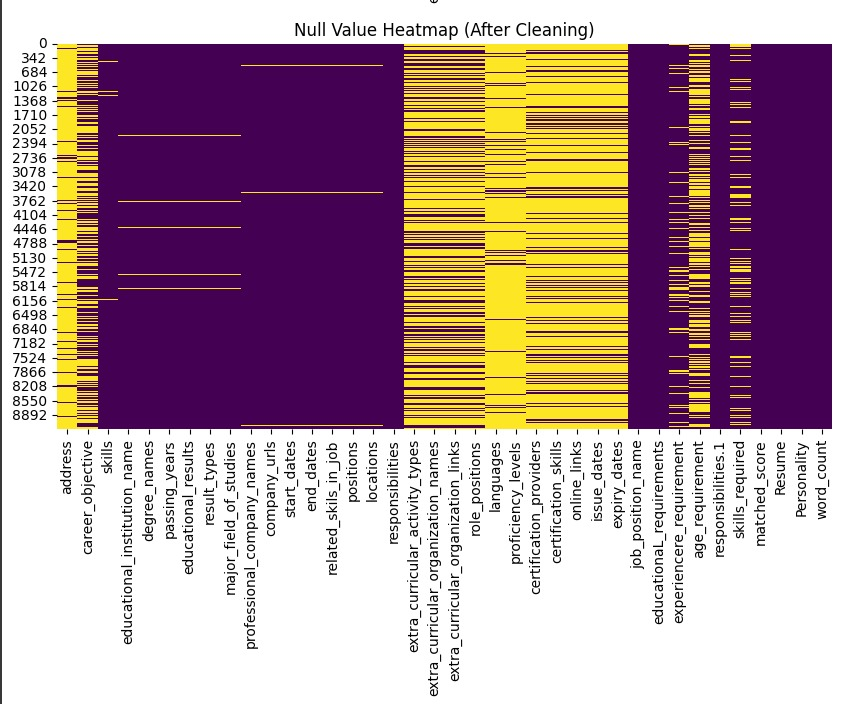 Null Value Heatmap (After Cleaning)
0
342
684
1026
1368
1710
2052
2394
2736
3078
3420
3762
4104
4446
4788
5130
5472
5814
6156
6498
6840
7182
7524
7866
8208
8550
8892
address
career_objective
skills
educational_institution_name
degree_names
passing_years
educational_results
result_types
major_field_of_studies
professional_company_names
company_urls
start_dates
end_dates
related_skils_in_job
positions
locations
responsibilities
extra_curricular_activity_types
extra_curricular_organization_names
extra_curricular_organization_links
role_positions
languages
proficiency_levels
certification_providers
certification_skills
online_links
issue_dates
expiry_dates
job_position_name
educationaL_requirements
experiencere_requirement
age_requirement
responsibilities.1
skills_required
matched_score
Resume
Personality
word_count